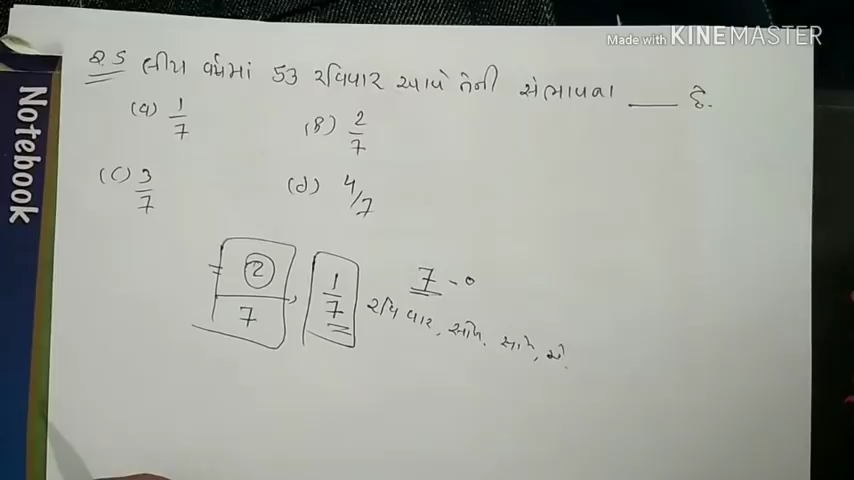 Made with KINEMASTER
Q.5 લીપ વર્ષમાં 53 રવિવાર આવે તેની સંભાવના ___ છે.
(a) 1/7 (B) 2/7
(C) 3/7 (d) 4/7
Notebook
= 2/7, 1/7 7 - 0
રવિવાર, સોમ.